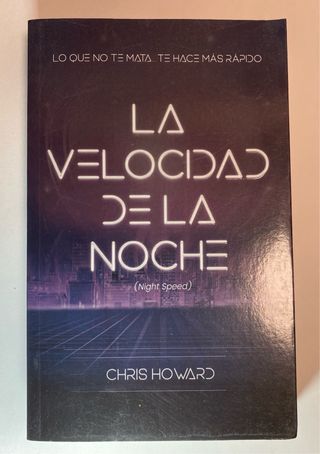 LO QUE NO TE MATA... TE HACE MÁS RÁPIDO
LA
VELOCIDAD
DE LA
NOCHE
(Night Speed)
CHRIS HOWARD